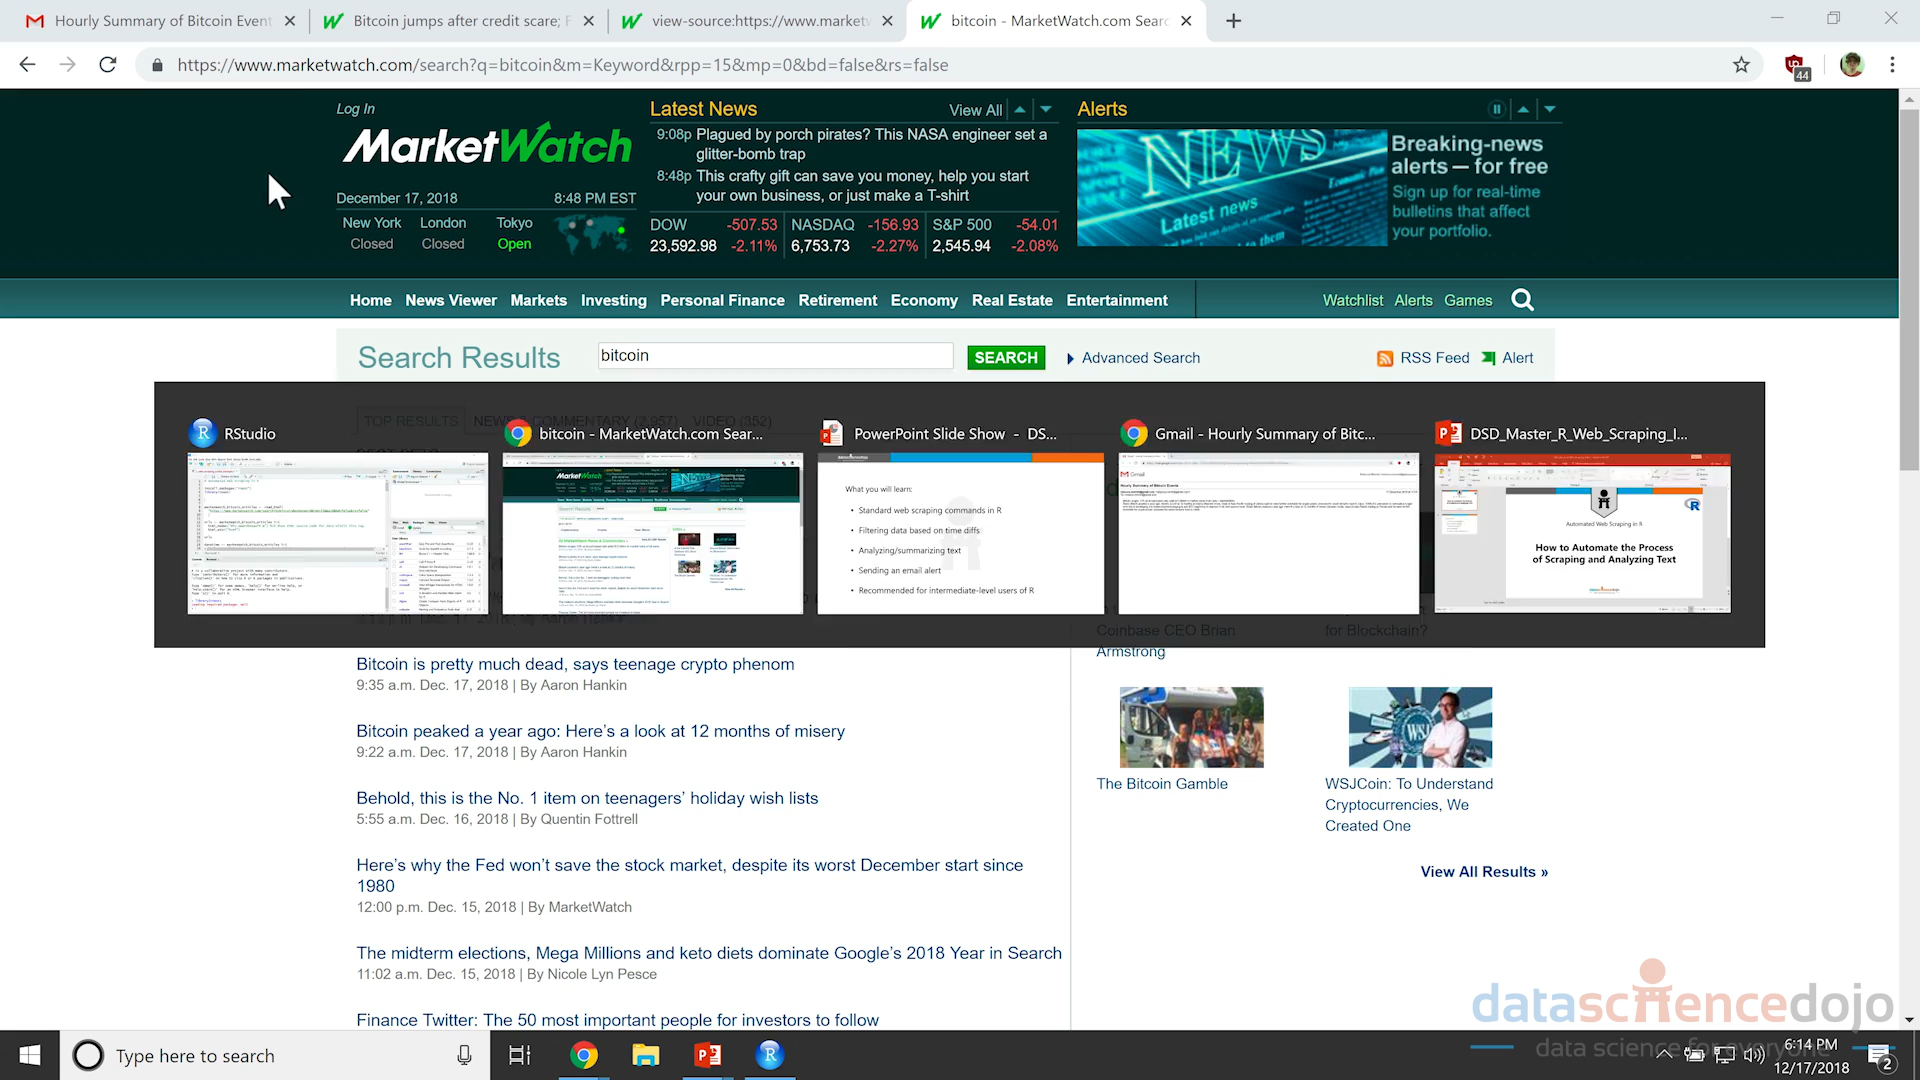 Hourly Summary of Bitcoin Event
Bitcoin jumps after credit scare; F
view-source:https://www.marketw
bitcoin - MarketWatch.com Searc
https://www.marketwatch.com/search?q=bitcoin&m=Keyword&rpp=15&mp=0&bd=false&rs=false
44
Log In
MarketWatch
December 17, 2018 8:48 PM EST
New York London Tokyo
Closed Closed Open
Latest News View All
9:08p Plagued by porch pirates? This NASA engineer set a
glitter-bomb trap
8:48p This crafty gift can save you money, help you start
your own business, or just make a T-shirt
DOW -507.53 NASDAQ -156.93 S&P 500 -54.01
23,592.98 -2.11% 6,753.73 -2.27% 2,545.94 -2.08%
Alerts
NEWS
Latest news
Breaking-news
alerts — for free
Sign up for real-time
bulletins that affect
your portfolio.
Home News Viewer Markets Investing Personal Finance Retirement Economy Real Estate Entertainment
Watchlist Alerts Games
Search Results bitcoin SEARCH Advanced Search RSS Feed Alert
TOP RESULTS NEWS & COMMENTARY (3,957) VIDEO (352)
RStudio
bitcoin - MarketWatch.com Sear...
PowerPoint Slide Show - DS...
Gmail - Hourly Summary of Bitc...
DSD_Master_R_Web_Scraping_I...
What you will learn:
• Standard web scraping commands in R
• Filtering data based on time diffs
• Analyzing/summarizing text
• Sending an email alert
• Recommended for intermediate-level users of R
Automated Web Scraping in R
How to Automate the Process
of Scraping and Analyzing Text
Coinbase CEO Brian
Armstrong
for Blockchain?
Bitcoin is pretty much dead, says teenage crypto phenom
9:35 a.m. Dec. 17, 2018 | By Aaron Hankin
Bitcoin peaked a year ago: Here’s a look at 12 months of misery
9:22 a.m. Dec. 17, 2018 | By Aaron Hankin
Behold, this is the No. 1 item on teenagers’ holiday wish lists
5:55 a.m. Dec. 16, 2018 | By Quentin Fottrell
Here’s why the Fed won’t save the stock market, despite its worst December start since
1980
12:00 p.m. Dec. 15, 2018 | By MarketWatch
The midterm elections, Mega Millions and keto diets dominate Google’s 2018 Year in Search
11:02 a.m. Dec. 15, 2018 | By Nicole Lyn Pesce
Finance Twitter: The 50 most important people for investors to follow
The Bitcoin Gamble
WSJ
WSJCoin: To Understand
Cryptocurrencies, We
Created One
View All Results »
datasciencedojo
data science for everyone
Type here to search
6:14 PM
12/17/2018
2